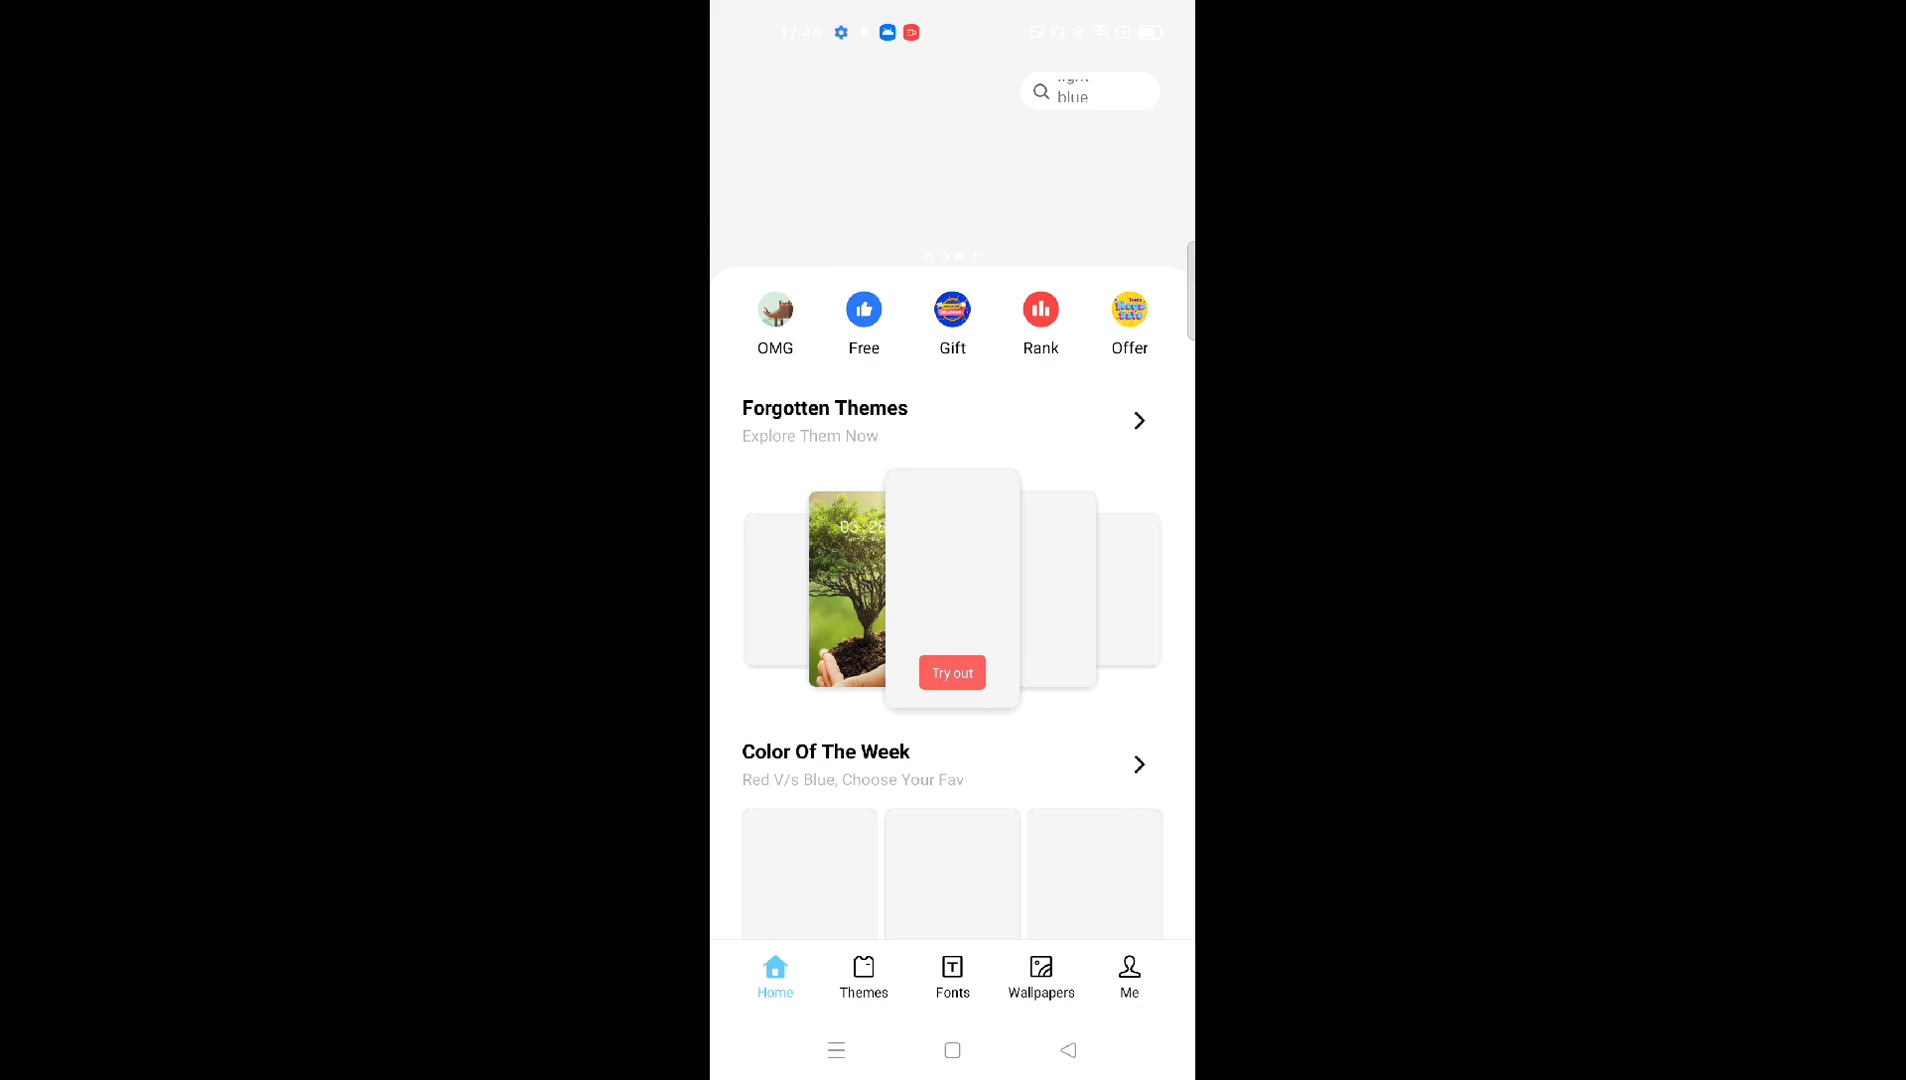 17:46
blue
OMG
Free
Gift
Rank
Offer
Forgotten Themes
Explore Them Now
Try out
Color Of The Week
Red V/s Blue, Choose Your Fav
Home
Themes
Fonts
Wallpapers
Me